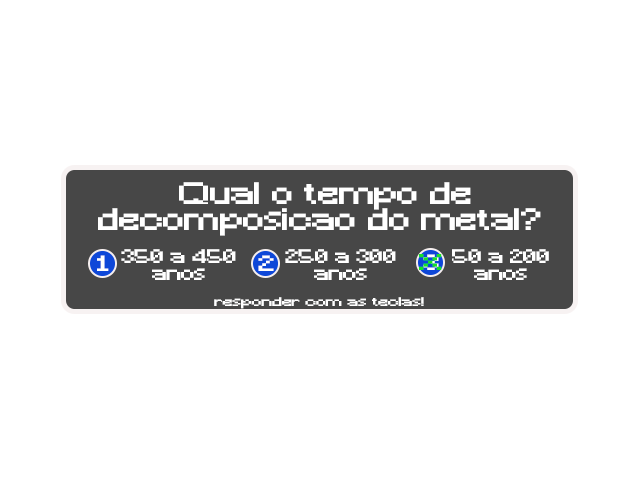 Qual o tempo de
decomposicao do metal?
1 350 a 450 2 250 a 300 3 50 a 200
anos anos anos
responder com as teclas!